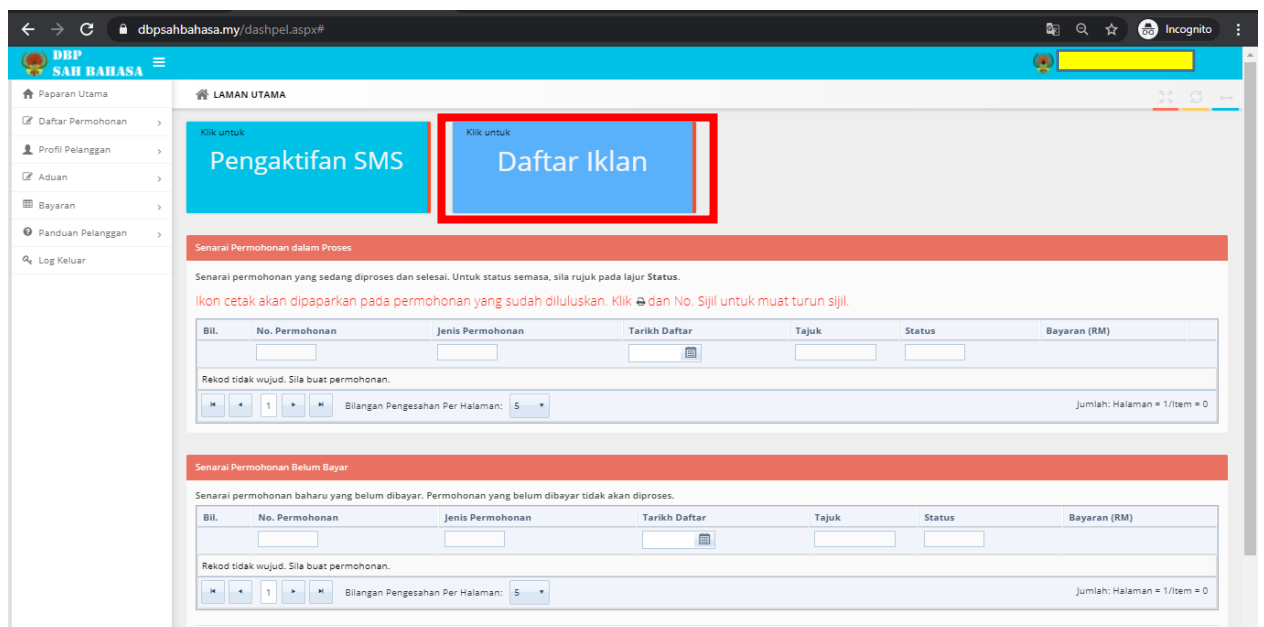 dbpsahbahasa.my/dashpel.aspx#
Incognito
DBP
SAH BAHASA
Paparan Utama
LAMAN UTAMA
Daftar Permohonan
Profil Pelanggan
Aduan
Bayaran
Panduan Pelanggan
Log Keluar
Klik untuk
Pengaktifan SMS
Klik untuk
Daftar Iklan
Senarai Permohonan dalam Proses
Senarai permohonan yang sedang diproses dan selesai. Untuk status semasa, sila rujuk pada lajur Status.
Ikon cetak akan dipaparkan pada permohonan yang sudah diluluskan. Klik dan No. Sijil untuk muat turun sijil.
Bil. No. Permohonan Jenis Permohonan Tarikh Daftar Tajuk Status Bayaran (RM)
Rekod tidak wujud. Sila buat permohonan.
1 Bilangan Pengesahan Per Halaman: 5 Jumlah: Halaman = 1/Item = 0
Senarai Permohonan Belum Bayar
Senarai permohonan baharu yang belum dibayar. Permohonan yang belum dibayar tidak akan diproses.
Bil. No. Permohonan Jenis Permohonan Tarikh Daftar Tajuk Status Bayaran (RM)
Rekod tidak wujud. Sila buat permohonan.
1 Bilangan Pengesahan Per Halaman: 5 Jumlah: Halaman = 1/Item = 0